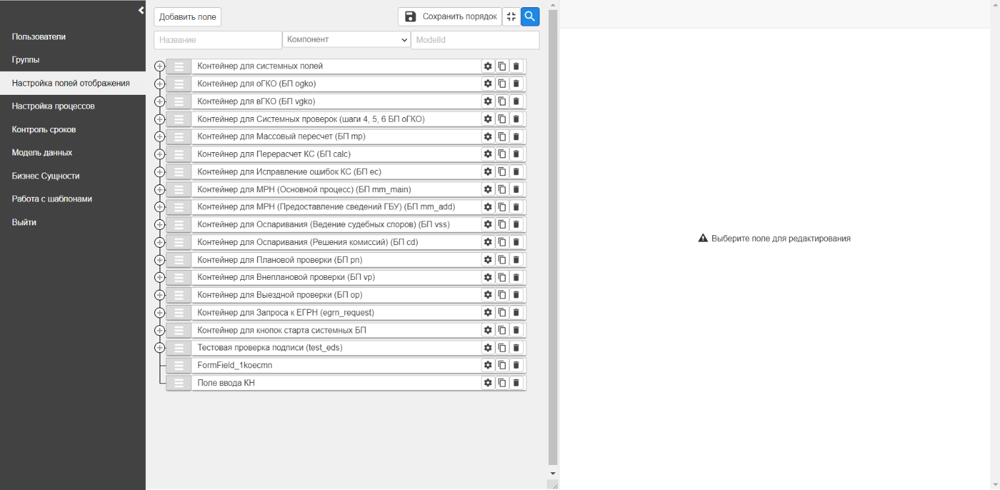 Пользователи
Группы
Настройка полей отображения
Настройка процессов
Контроль сроков
Модель данных
Бизнес Сущности
Работа с шаблонами
Выйти
Добавить поле
Сохранить порядок
Название
Компонент
ModelId
Контейнер для системных полей
Контейнер для оГКО (БП ogko)
Контейнер для вГКО (БП vgko)
Контейнер для Системных проверок (шаги 4, 5, 6 БП оГКО)
Контейнер для Массовый пересчет (БП mp)
Контейнер для Перерасчет КС (БП calc)
Контейнер для Исправление ошибок КС (БП ec)
Контейнер для МРН (Основной процесс) (БП mm_main)
Контейнер для МРН (Предоставление сведений ГБУ) (БП mm_add)
Контейнер для Оспаривания (Ведение судебных споров) (БП vss)
Контейнер для Оспаривания (Решения комиссий) (БП cd)
Контейнер для Плановой проверки (БП pn)
Контейнер для Внеплановой проверки (БП vp)
Контейнер для Выездной проверки (БП op)
Контейнер для Запроса к ЕГРН (egrn_request)
Контейнер для кнопок старта системных БП
Тестовая проверка подписи (test_eds)
FormField_1koecmn
Поле ввода КН
Выберите поле для редактирования